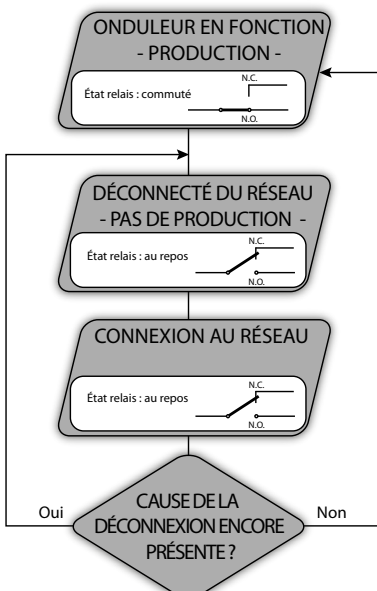 ONDULEUR EN FONCTION
- PRODUCTION -
N.C.
État relais : commuté
N.O.
DÉCONNECTÉ DU RÉSEAU
- PAS DE PRODUCTION -
N.C.
État relais : au repos
N.O.
CONNEXION AU RÉSEAU
N.C.
État relais : au repos
N.O.
Oui
CAUSE DE LA
DÉCONNEXION ENCORE
PRÉSENTE ?
Non